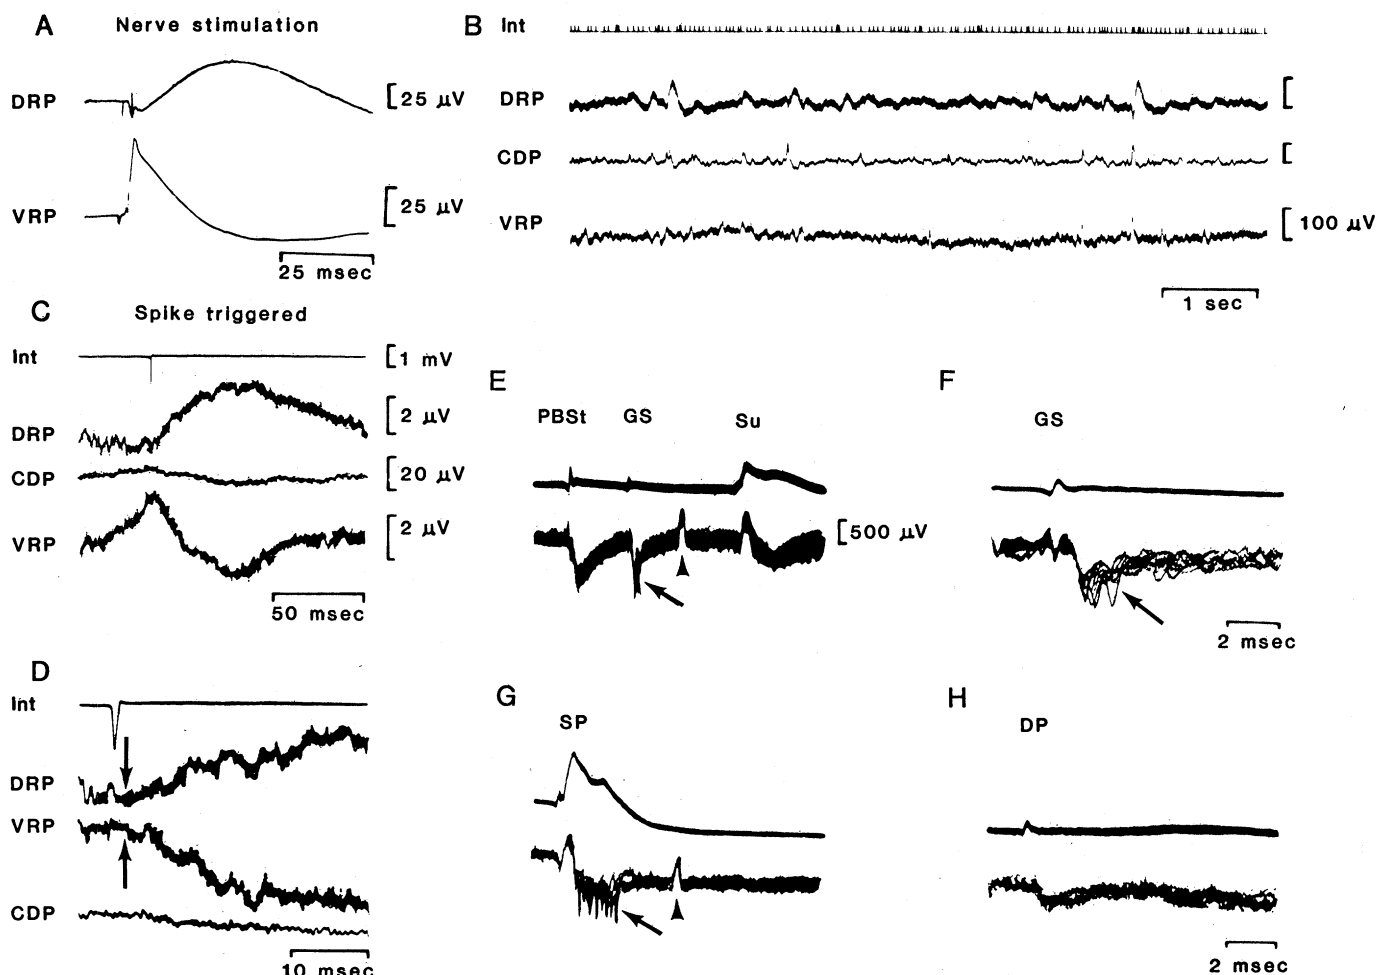 A Nerve stimulation
DRP
25 µV
VRP
25 µV
25 msec
B Int
DRP
CDP
VRP
100 µV
1 sec
C Spike triggered
Int
1 mV
DRP
2 µV
CDP
20 µV
VRP
2 µV
50 msec
D
Int
DRP
VRP
CDP
10 msec
E
PBSt GS Su
500 µV
F
GS
2 msec
G
SP
H
DP
2 msec